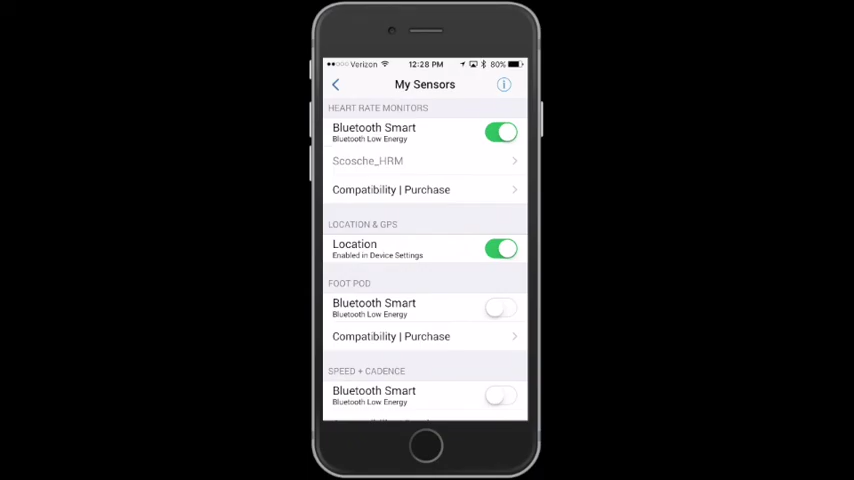 Verizon 12:28 PM 80%
My Sensors
HEART RATE MONITORS
Bluetooth Smart
Bluetooth Low Energy
Scosche_HRM
Compatibility | Purchase
LOCATION & GPS
Location
Enabled in Device Settings
FOOT POD
Bluetooth Smart
Bluetooth Low Energy
Compatibility | Purchase
SPEED + CADENCE
Bluetooth Smart
Bluetooth Low Energy